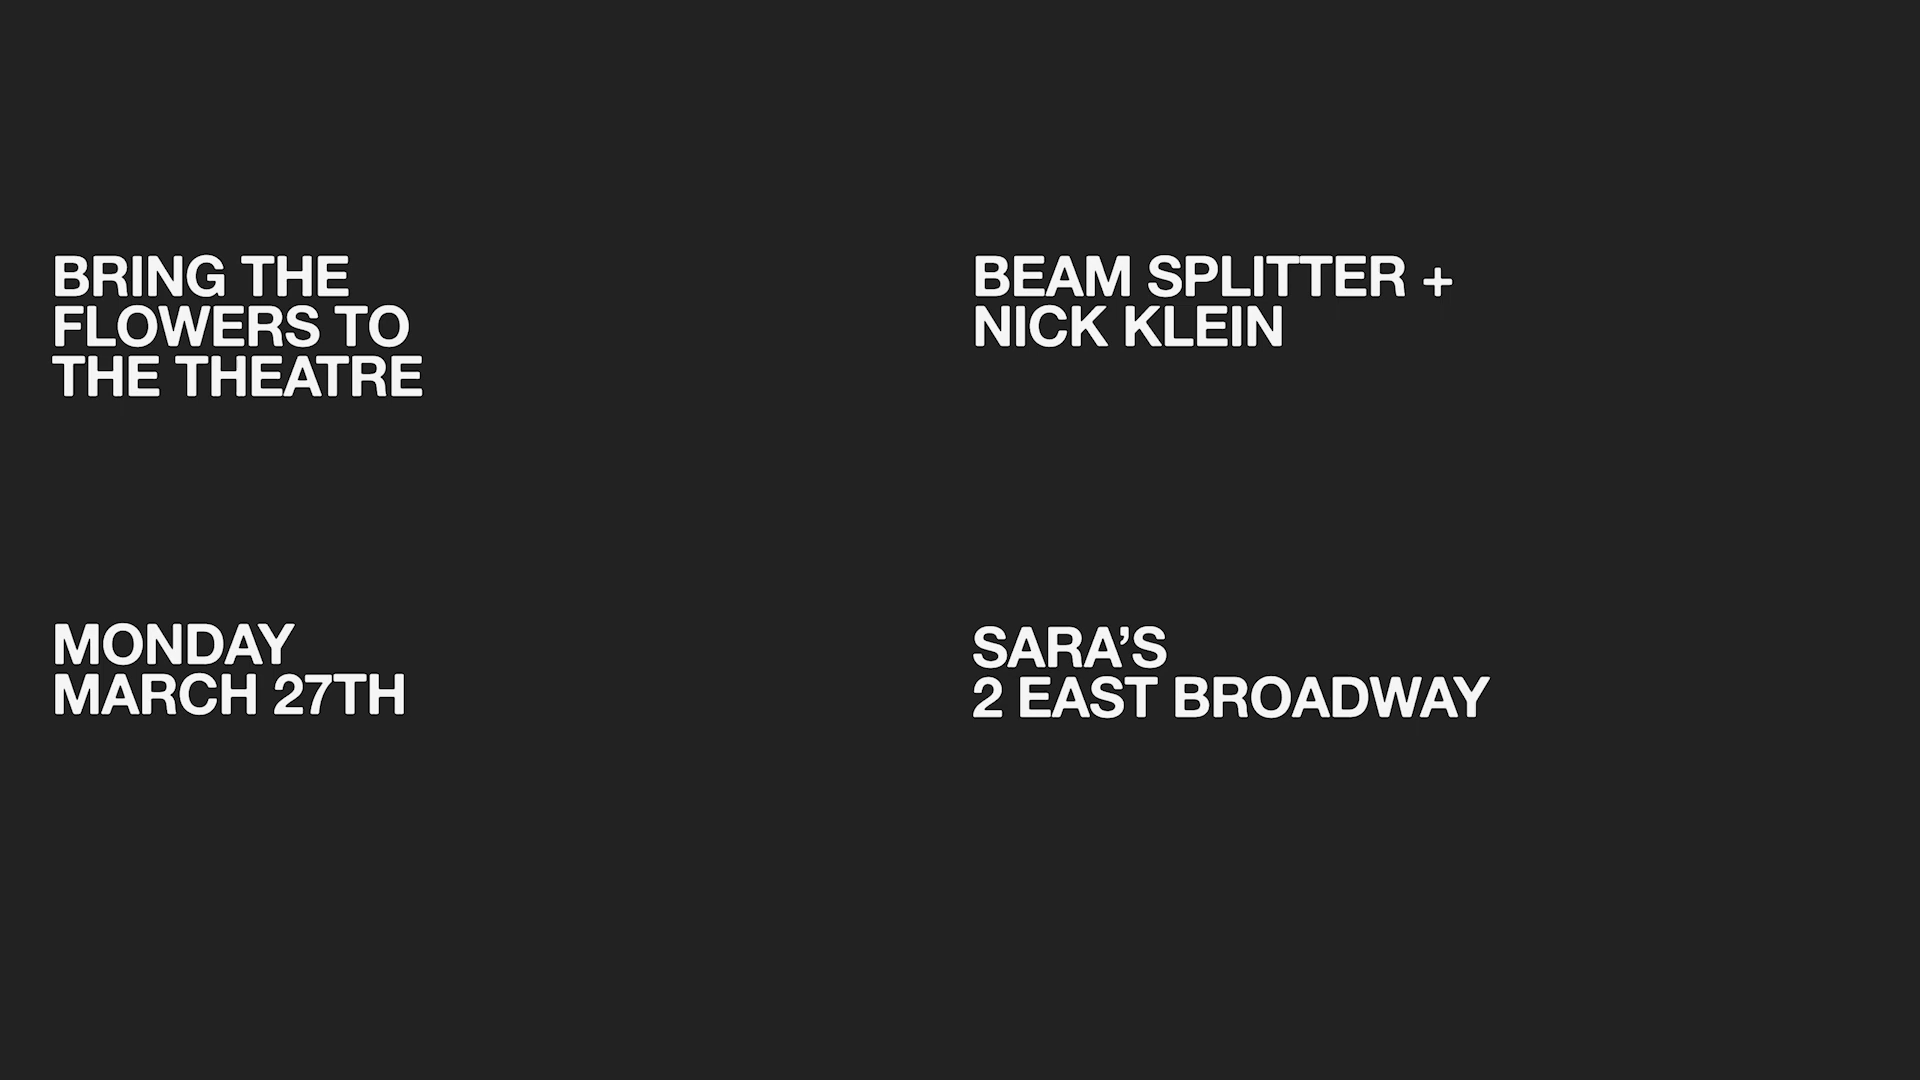 BRING THE
FLOWERS TO
THE THEATRE
BEAM SPLITTER +
NICK KLEIN
MONDAY
MARCH 27TH
SARA’S
2 EAST BROADWAY